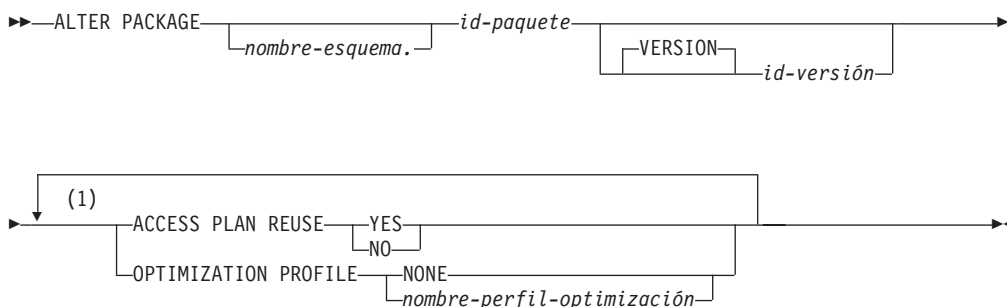 ALTER PACKAGE
nombre-esquema.
id-paquete
VERSION
id-versión
(1)
ACCESS PLAN REUSE
YES
NO
OPTIMIZATION PROFILE
NONE
nombre-perfil-optimización